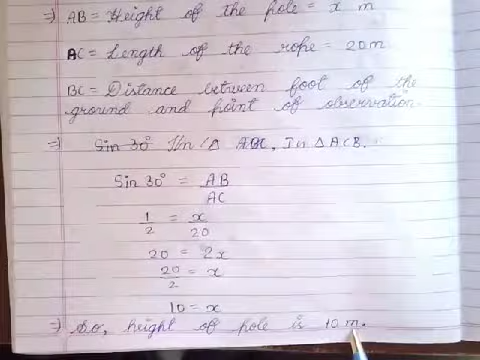 ⇒ AB = Height of the pole = x m
AC = Length of the rope = 20m
BC = Distance between foot of the
ground and point of observation.
⇒ Sin 30° In △ ABC, In △ ACB.
Sin 30° = AB
AC
1 = x
2 20
20 = 2x
20 = x
2
10 = x
⇒ So, height of pole is 10 m.